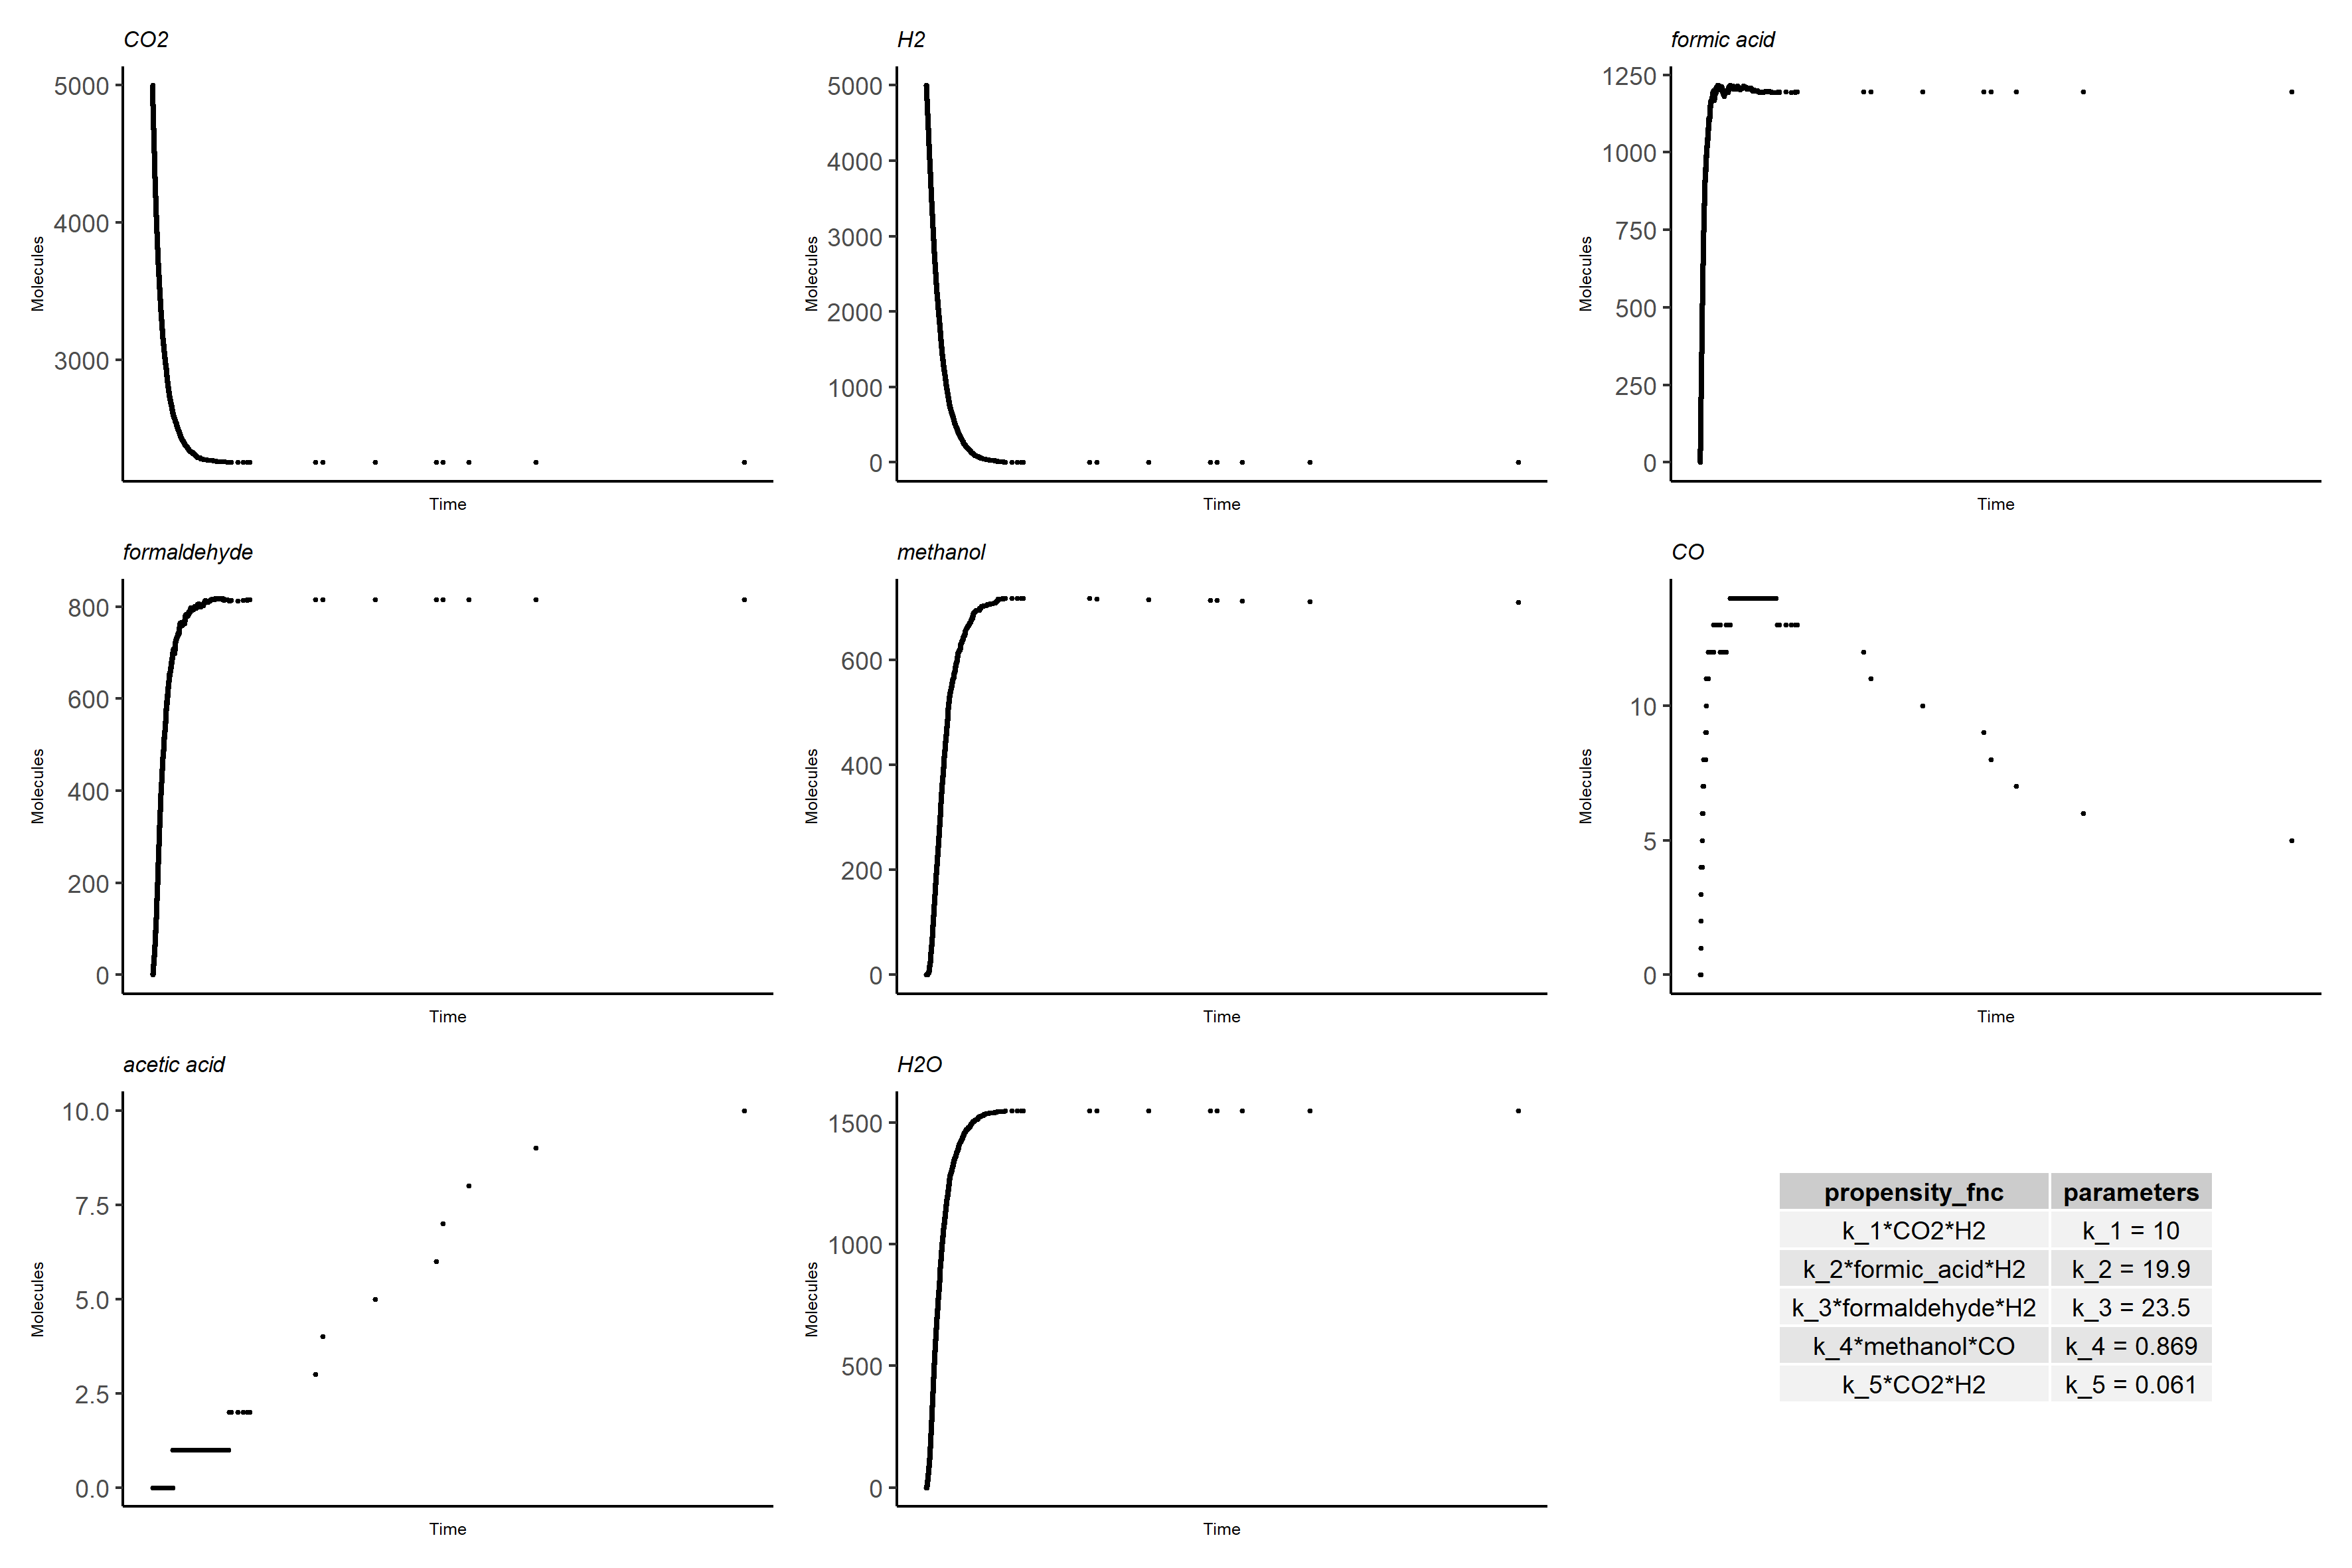 CO2
5000
4000
3000
Molecules
Time
H2
5000
4000
3000
2000
1000
0
Molecules
Time
formic acid
1250
1000
750
500
250
0
Molecules
Time
formaldehyde
800
600
400
200
0
Molecules
Time
methanol
600
400
200
0
Molecules
Time
CO
10
5
0
Molecules
Time
acetic acid
10.0
7.5
5.0
2.5
0.0
Molecules
Time
H2O
1500
1000
500
0
Molecules
Time
propensity_fnc parameters
k_1*CO2*H2 k_1 = 10
k_2*formic_acid*H2 k_2 = 19.9
k_3*formaldehyde*H2 k_3 = 23.5
k_4*methanol*CO k_4 = 0.869
k_5*CO2*H2 k_5 = 0.061